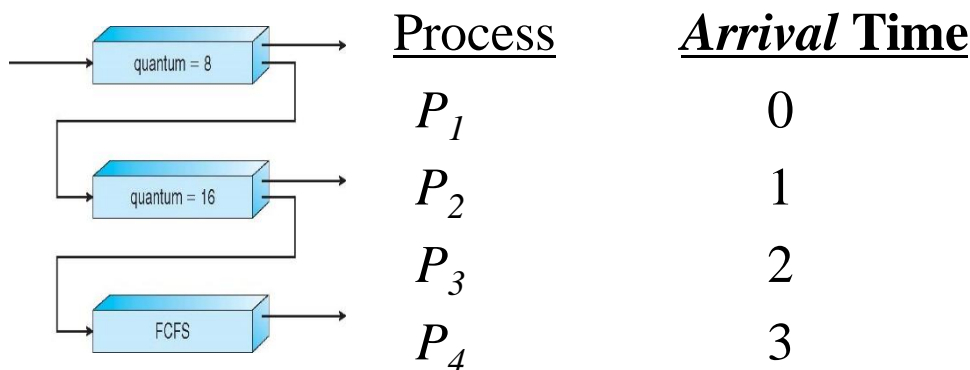 quantum = 8
quantum = 16
FCFS
Process Arrival Time
P1 0
P2 1
P3 2
P4 3